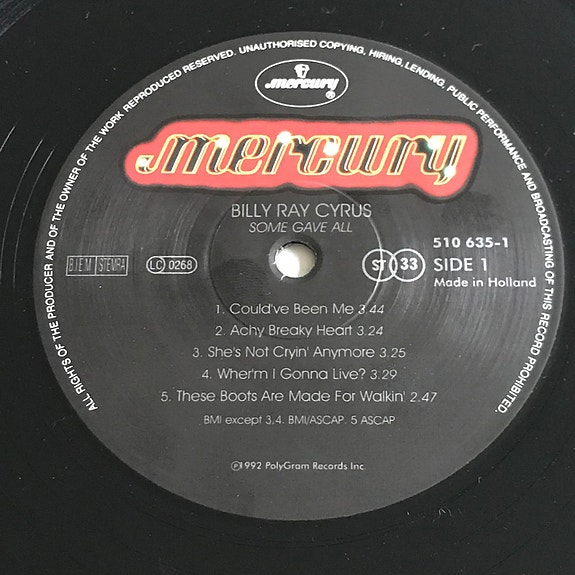 ALL RIGHTS OF THE PRODUCER AND OF THE OWNER OF THE WORK REPRODUCED RESERVED. UNAUTHORISED COPYING, HIRING, LENDING, PUBLIC PERFORMANCE AND BROADCASTING OF THIS RECORD PROHIBITED.
mercury
®
mercury
BILLY RAY CYRUS
SOME GAVE ALL
B.I.E.M. STEMRA
LC 0268
ST 33
510 635-1
SIDE 1
Made in Holland
1. Could've Been Me 3.44
2. Achy Breaky Heart 3.24
3. She's Not Cryin' Anymore 3.25
4. Wher'm I Gonna Live? 3.29
5. These Boots Are Made For Walkin' 2.47
BMI except 3,4. BMI/ASCAP. 5 ASCAP
℗1992 PolyGram Records Inc.